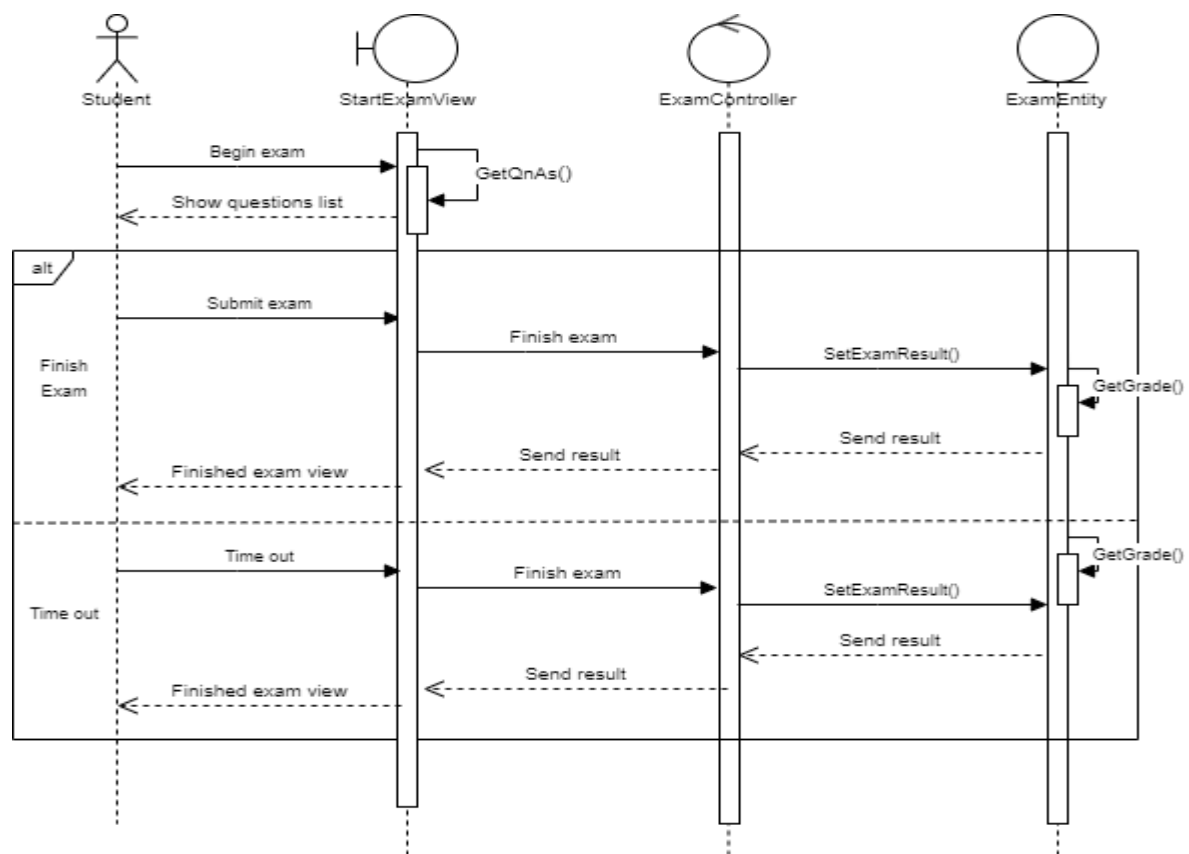 Student
StartExamView
ExamController
ExamEntity
Begin exam
GetQnAs()
Show questions list
alt
Submit exam
Finish exam
SetExamResult()
Finish
Exam
GetGrade()
Send result
Send result
Finished exam view
Time out
GetGrade()
Finish exam
SetExamResult()
Time out
Send result
Send result
Finished exam view